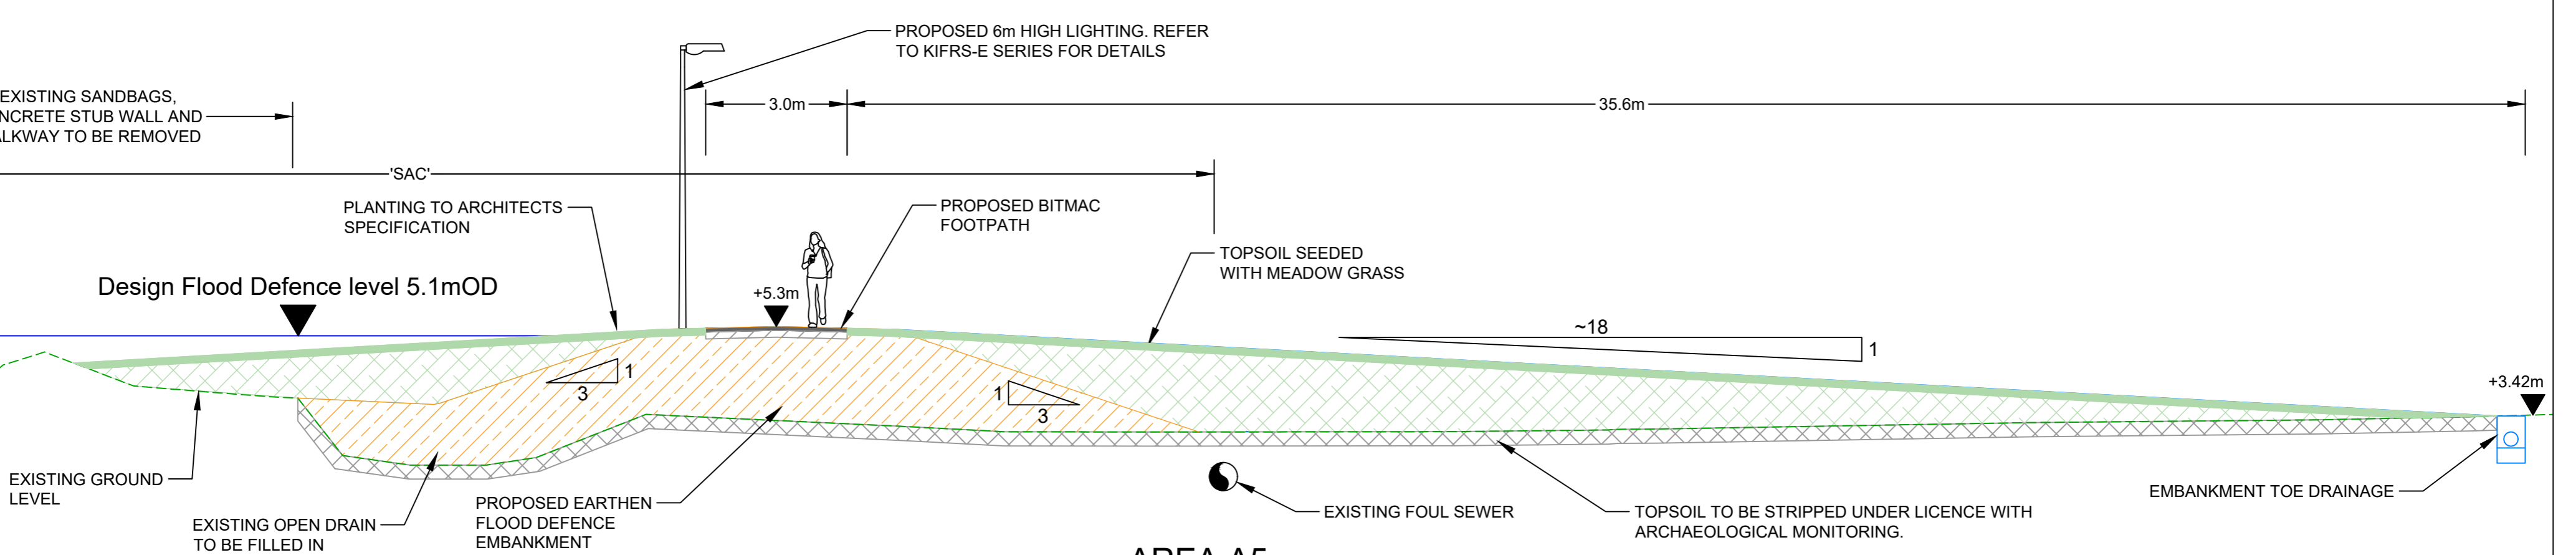 PROPOSED 6m HIGH LIGHTING. REFER
TO KIFRS-E SERIES FOR DETAILS
EXISTING SANDBAGS,
NCRETE STUB WALL AND
ALKWAY TO BE REMOVED
3.0m
35.6m
'SAC'
PLANTING TO ARCHITECTS
SPECIFICATION
PROPOSED BITMAC
FOOTPATH
TOPSOIL SEEDED
WITH MEADOW GRASS
Design Flood Defence level 5.1mOD
+5.3m
~18
1
1
3
1
3
+3.42m
EXISTING GROUND
LEVEL
EXISTING OPEN DRAIN
TO BE FILLED IN
PROPOSED EARTHEN
FLOOD DEFENCE
EMBANKMENT
EXISTING FOUL SEWER
TOPSOIL TO BE STRIPPED UNDER LICENCE WITH
ARCHAEOLOGICAL MONITORING.
EMBANKMENT TOE DRAINAGE
AREA A5